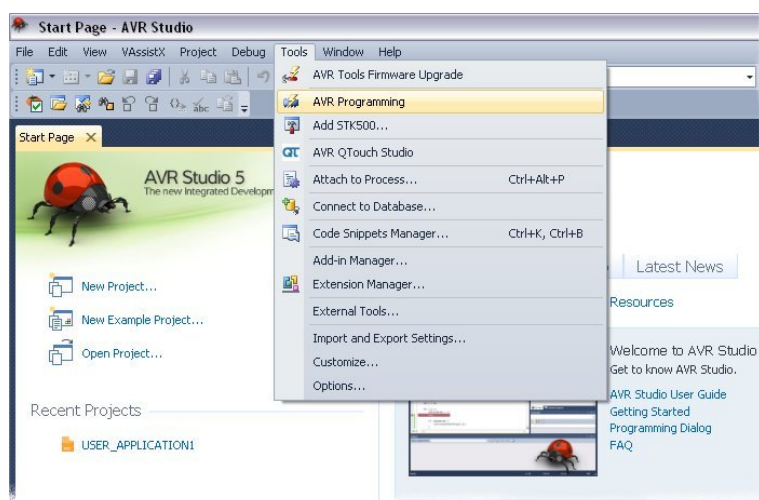 Start Page - AVR Studio
File Edit View VAssistX Project Debug Tools Window Help
AVR Tools Firmware Upgrade
AVR Programming
Add STK500...
AVR QTouch Studio
Attach to Process... Ctrl+Alt+P
Connect to Database...
Code Snippets Manager... Ctrl+K, Ctrl+B
Add-in Manager...
Extension Manager...
External Tools...
Import and Export Settings...
Customize...
Options...
Start Page
AVR Studio 5
The new Integrated
New Project...
New Example Project...
Open Project...
Recent Projects
USER_APPLICATION1
Latest News
Resources
Welcome to AVR Studio
Get to know AVR Studio.
AVR Studio User Guide
Getting Started
Programming Dialog
FAQ